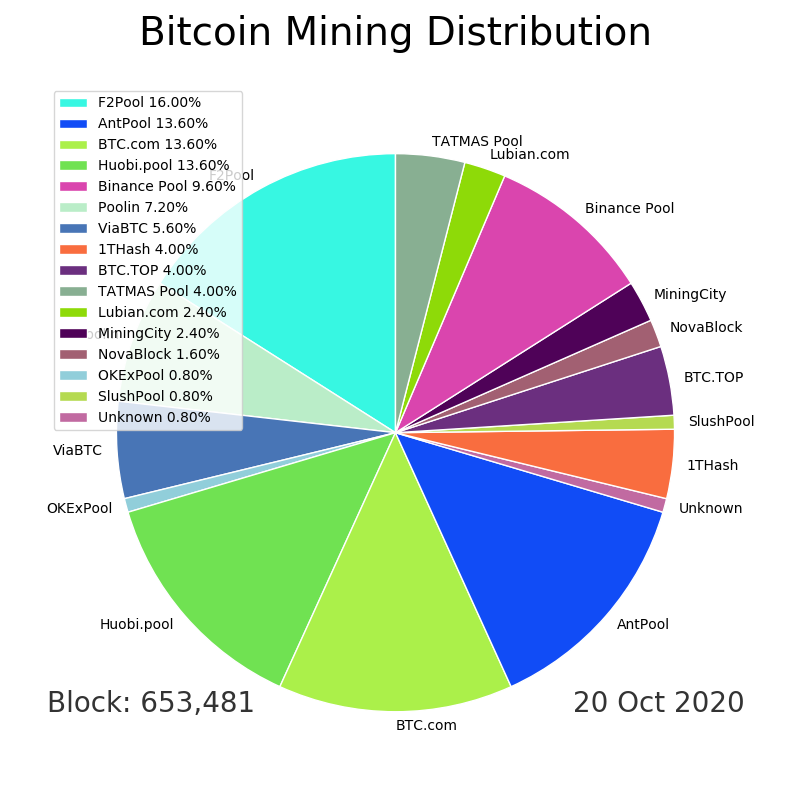 Bitcoin Mining Distribution
F2Pool 16.00%
AntPool 13.60%
BTC.com 13.60%
Huobi.pool 13.60%
Binance Pool 9.60%
Poolin 7.20%
ViaBTC 5.60%
1THash 4.00%
BTC.TOP 4.00%
TATMAS Pool 4.00%
Lubian.com 2.40%
MiningCity 2.40%
NovaBlock 1.60%
OKExPool 0.80%
SlushPool 0.80%
Unknown 0.80%
TATMAS Pool
Lubian.com
F2Pool
Binance Pool
MiningCity
NovaBlock
BTC.TOP
SlushPool
ViaBTC
1THash
OKExPool
Unknown
Huobi.pool
AntPool
BTC.com
Block: 653,481
20 Oct 2020